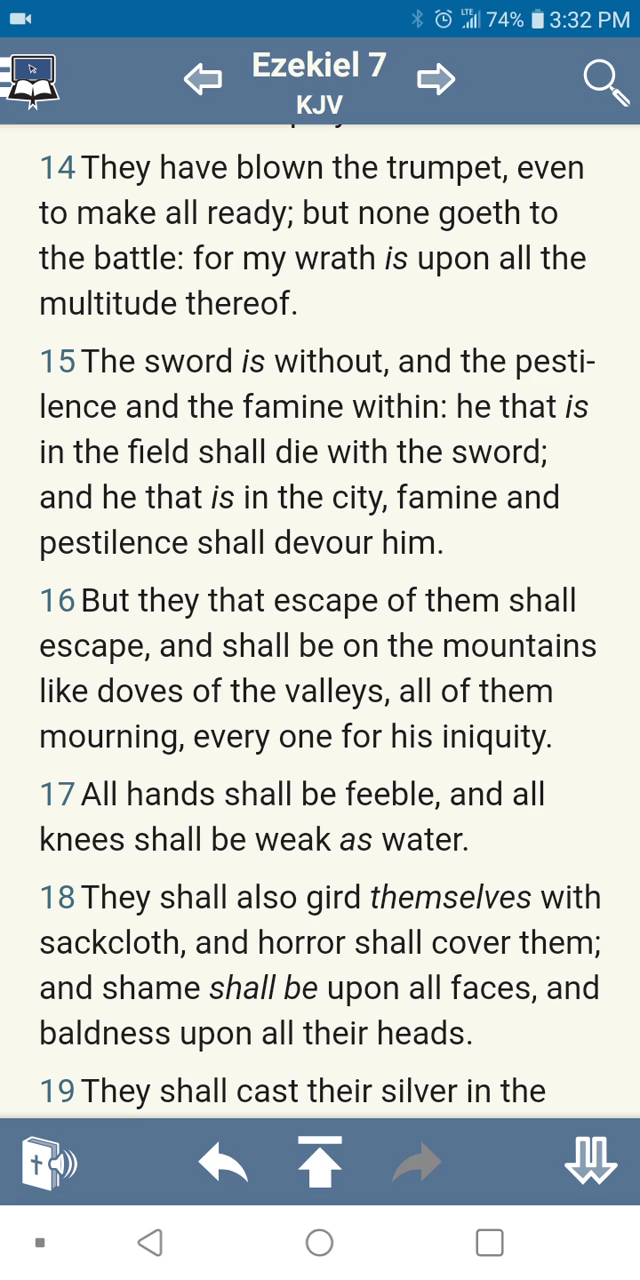 LTE 74% 3:32 PM
Ezekiel 7
KJV
14 They have blown the trumpet, even
to make all ready; but none goeth to
the battle: for my wrath is upon all the
multitude thereof.
15 The sword is without, and the pesti-
lence and the famine within: he that is
in the field shall die with the sword;
and he that is in the city, famine and
pestilence shall devour him.
16 But they that escape of them shall
escape, and shall be on the mountains
like doves of the valleys, all of them
mourning, every one for his iniquity.
17 All hands shall be feeble, and all
knees shall be weak as water.
18 They shall also gird themselves with
sackcloth, and horror shall cover them;
and shame shall be upon all faces, and
baldness upon all their heads.
19 They shall cast their silver in the